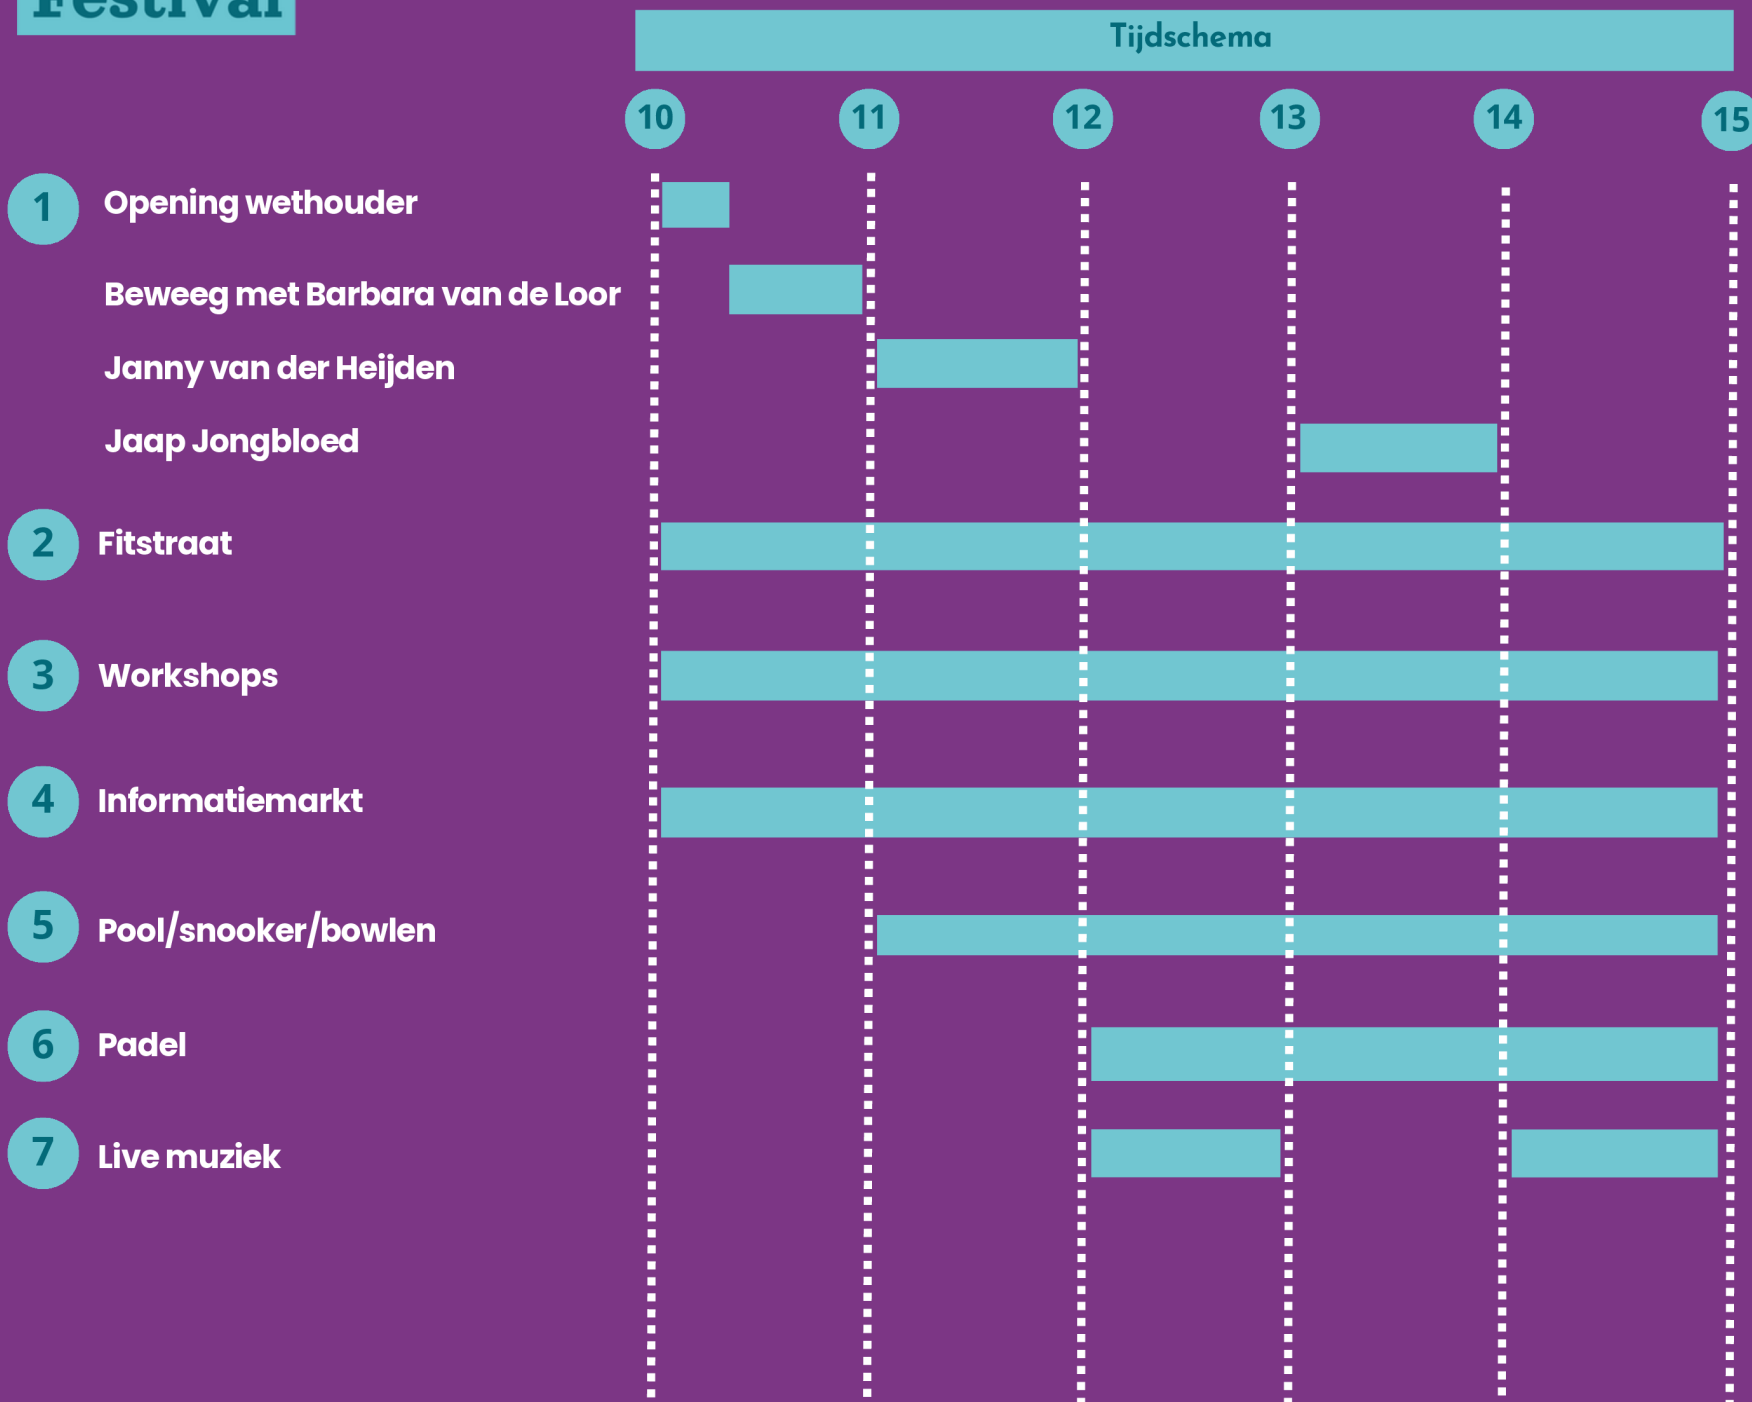 Festival
Tijdschema
10 11 12 13 14 15
1 Opening wethouder
Beweeg met Barbara van de Loor
Janny van der Heijden
Jaap Jongbloed
2 Fitstraat
3 Workshops
4 Informatiemarkt
5 Pool/snooker/bowlen
6 Padel
7 Live muziek